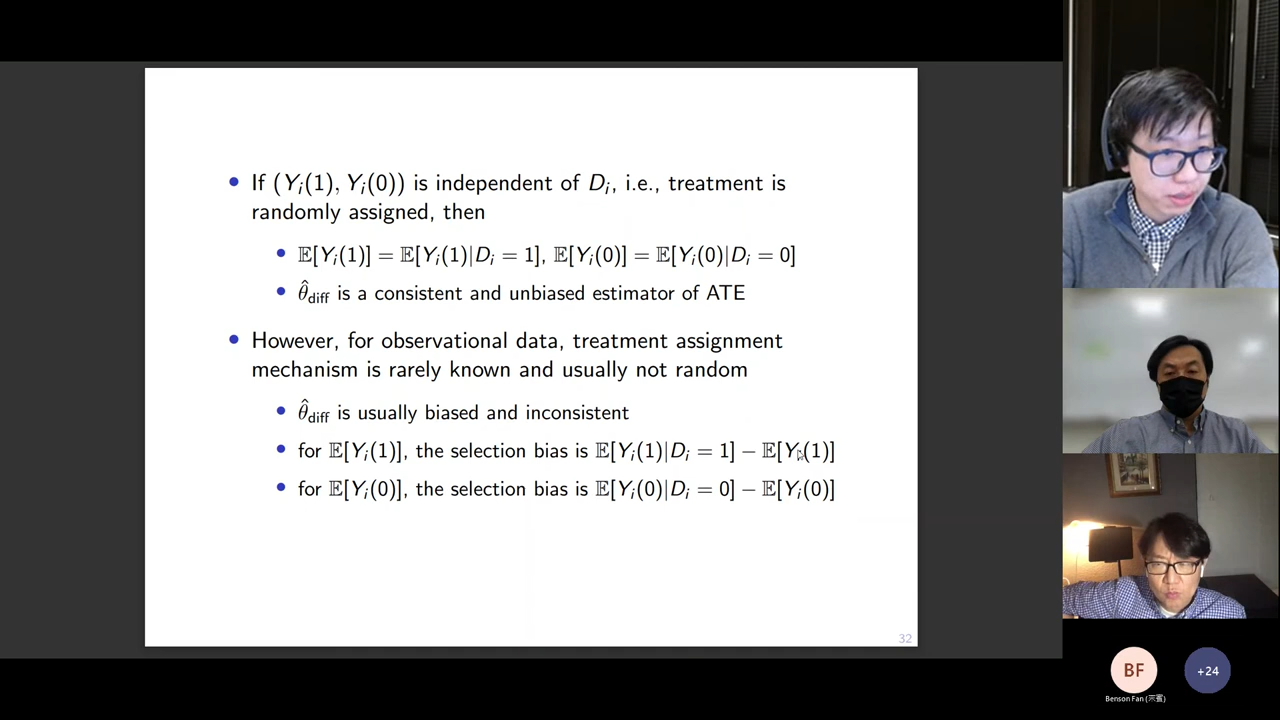 If (Yᵢ(1), Yᵢ(0)) is independent of Dᵢ, i.e., treatment is
randomly assigned, then
𝔼[Yᵢ(1)] = 𝔼[Yᵢ(1)|Dᵢ = 1], 𝔼[Yᵢ(0)] = 𝔼[Yᵢ(0)|Dᵢ = 0]
θ̂diff is a consistent and unbiased estimator of ATE
However, for observational data, treatment assignment
mechanism is rarely known and usually not random
θ̂diff is usually biased and inconsistent
for 𝔼[Yᵢ(1)], the selection bias is 𝔼[Yᵢ(1)|Dᵢ = 1] − 𝔼[Yᵢ(1)]
for 𝔼[Yᵢ(0)], the selection bias is 𝔼[Yᵢ(0)|Dᵢ = 0] − 𝔼[Yᵢ(0)]
32
BF
+24
Benson Fan